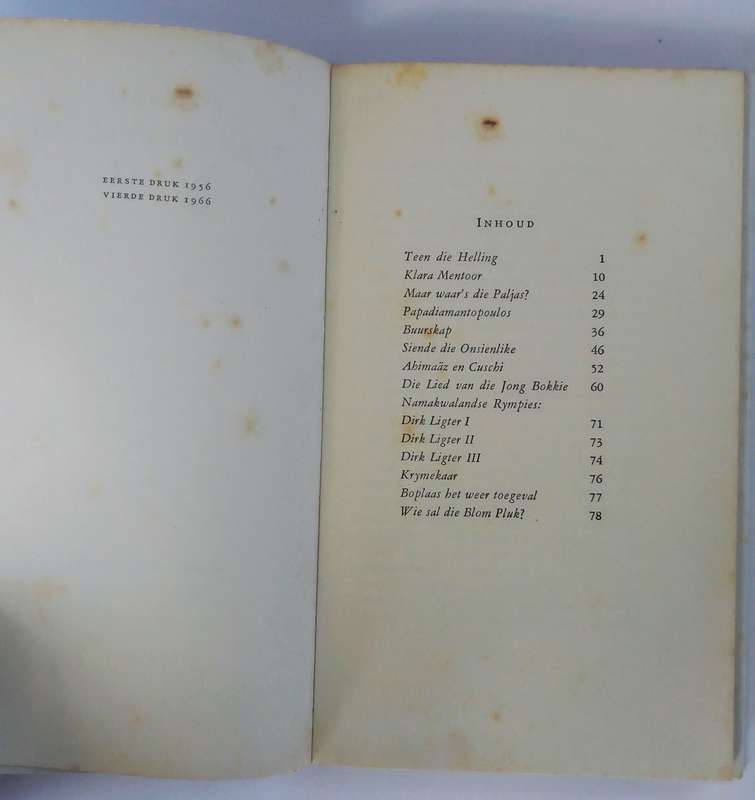 EERSTE DRUK 1956
VIERDE DRUK 1966
INHOUD
Teen die Helling 1
Klara Mentoor 10
Maar waar's die Paljas? 24
Papadiamantopoulos 29
Buurskap 36
Siende die Onsienlike 46
Ahimaäz en Cuschi 52
Die Lied van die Jong Bokkie 60
Namakwalandse Rympies:
Dirk Ligter I 71
Dirk Ligter II 73
Dirk Ligter III 74
Krymekaar 76
Boplaas het weer toegeval 77
Wie sal die Blom Pluk? 78